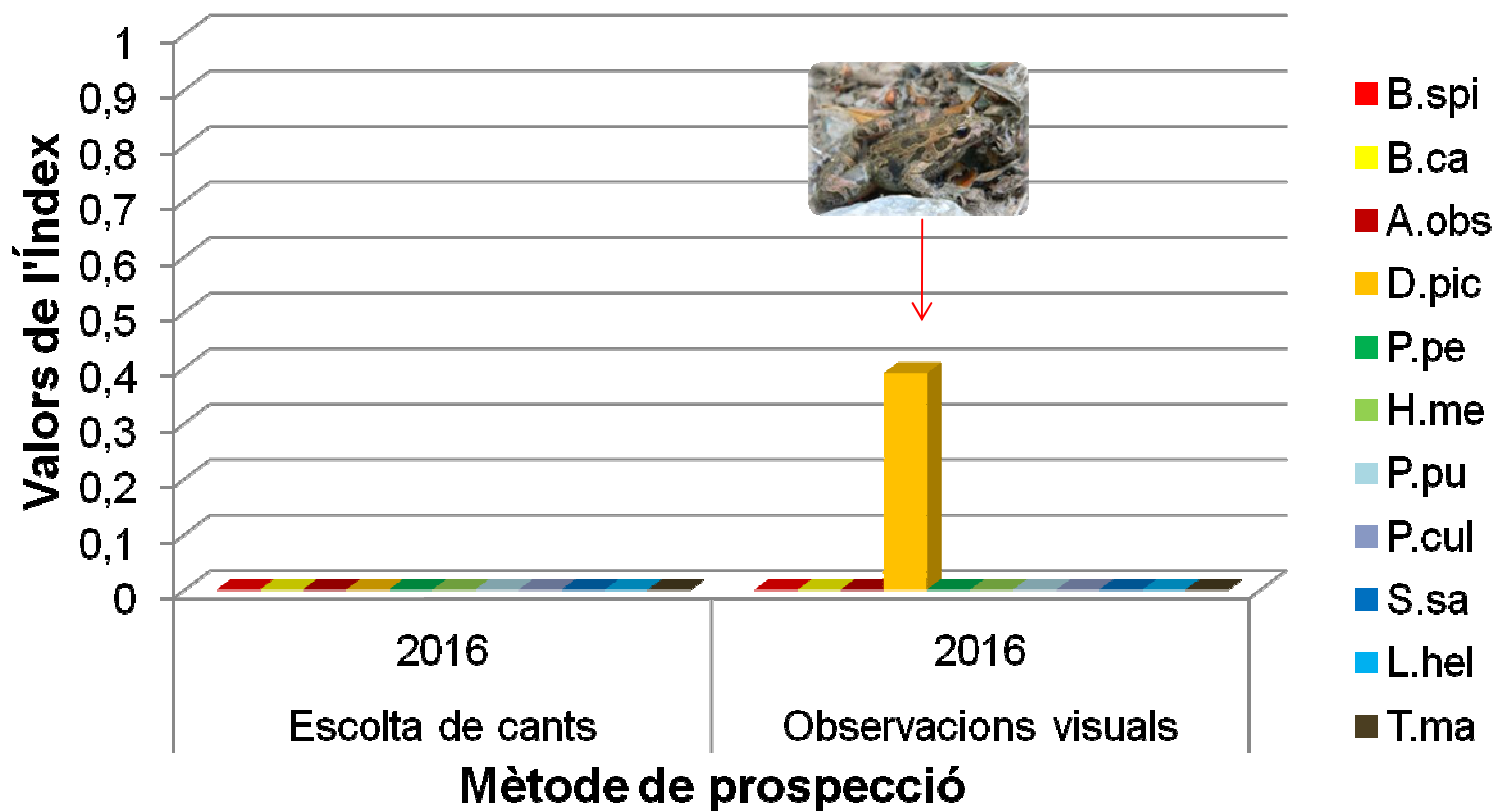 Valors de l'Índex
1
0,9
0,8
0,7
0,6
0,5
0,4
0,3
0,2
0,1
0
2016
2016
Escolta de cants
Observacions visuals
Mètode de prospecció
B.spi
B.ca
A.obs
D.pic
P.pe
H.me
P.pu
P.cul
S.sa
L.hel
T.ma